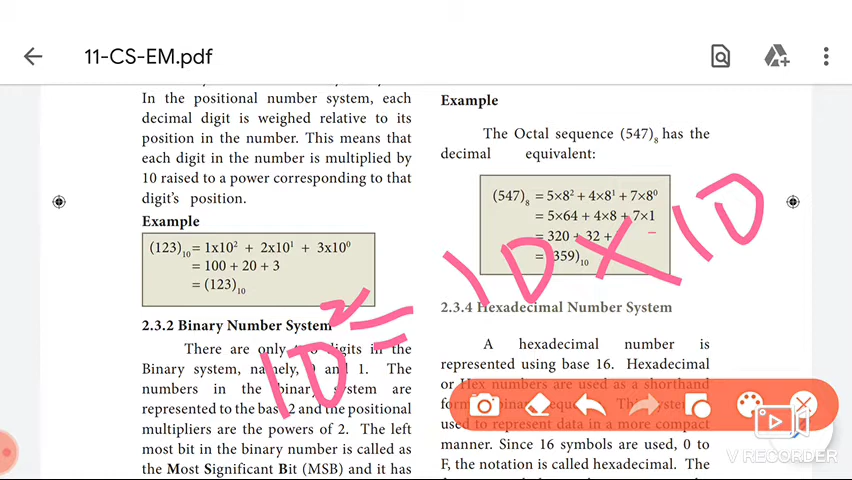 11-CS-EM.pdf
In the positional number system, each
decimal digit is weighed relative to its
position in the number. This means that
each digit in the number is multiplied by
10 raised to a power corresponding to that
digit's position.
Example
(123)₁₀ = 1x10² + 2x10¹ + 3x10⁰
= 100 + 20 + 3
= (123)₁₀
2.3.2 Binary Number System
There are only two digits in the
Binary system, namely, 0 and 1. The
numbers in the binary system are
represented to the base 2 and the positional
multipliers are the powers of 2. The left
most bit in the binary number is called as
the Most Significant Bit (MSB) and it has
Example
The Octal sequence (547)₈ has the
decimal equivalent:
(547)₈ = 5×8² + 4×8¹ + 7×8⁰
= 5×64 + 4×8 + 7×1
= 320 + 32 +
= (359)₁₀
2.3.4 Hexadecimal Number System
A hexadecimal number is
represented using base 16. Hexadecimal
or Hex numbers are used as a shorthand
used to represent data in a more compact
manner. Since 16 symbols are used, 0 to
F, the notation is called hexadecimal. The
10² = 10 × 10
V RECORDER